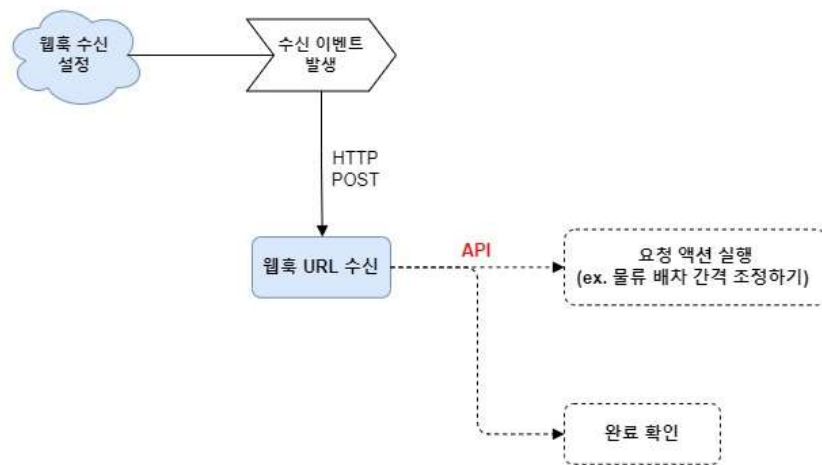 웹훅 수신
설정
수신 이벤트
발생
HTTP
POST
웹훅 URL 수신
API
요청 액션 실행
(ex. 물류 배차 간격 조정하기)
완료 확인